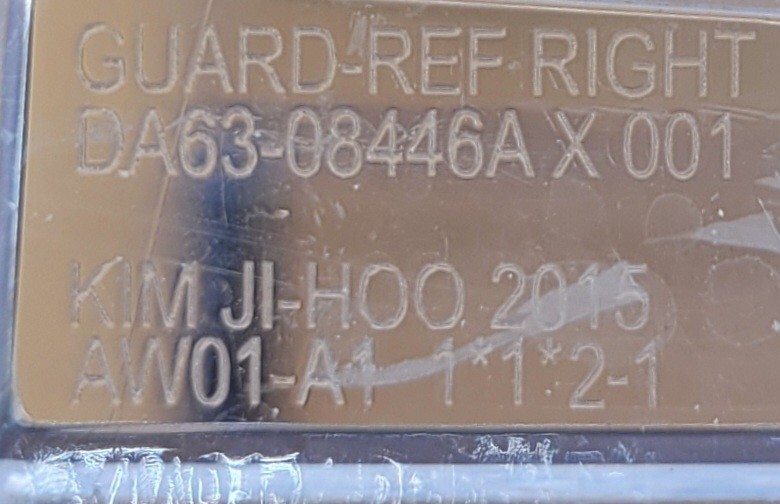 GUARD-REF RIGHT
DA63-08446A X 001
KIM JI-HOO 2015
AW01-A1 1*1*2-1